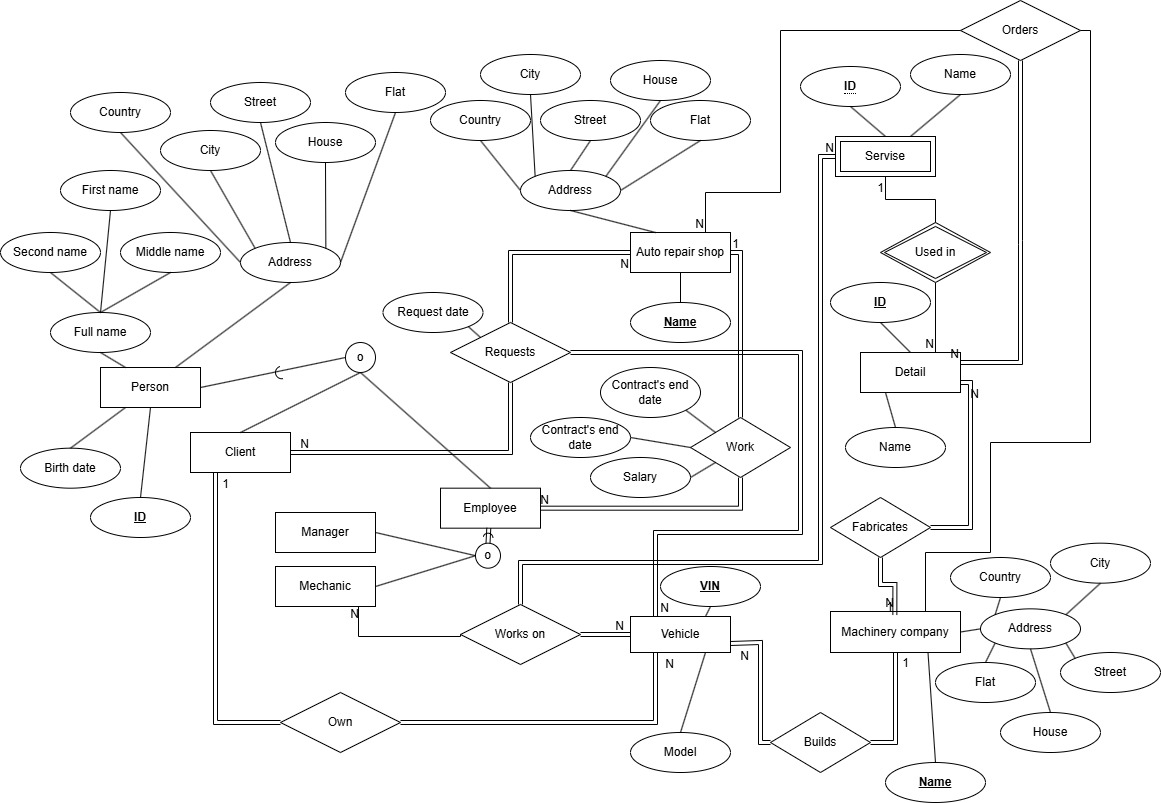 Orders
City
House
ID
Name
Flat
Street
Country
Country
Street
Flat
City
House
N
Servise
First name
Address
1
N
Second name
Middle name
Address
Auto repair shop
1
N
Used in
ID
Name
Request date
Full name
N
N
o
Requests
Detail
Person
Contract's end
date
N
Contract's end
date
N
Client
Work
Name
Birth date
1
Salary
N
Employee
ID
Manager
Fabricates
o
Country
City
Mechanic
VIN
N
N
N
1
N
Works on
Vehicle
Machinery company
Address
N
N
1
Street
Flat
Own
House
Model
Builds
Name